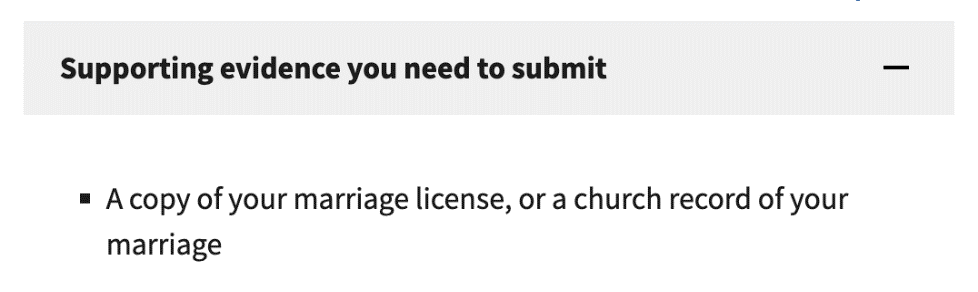 Supporting evidence you need to submit
A copy of your marriage license, or a church record of your
marriage